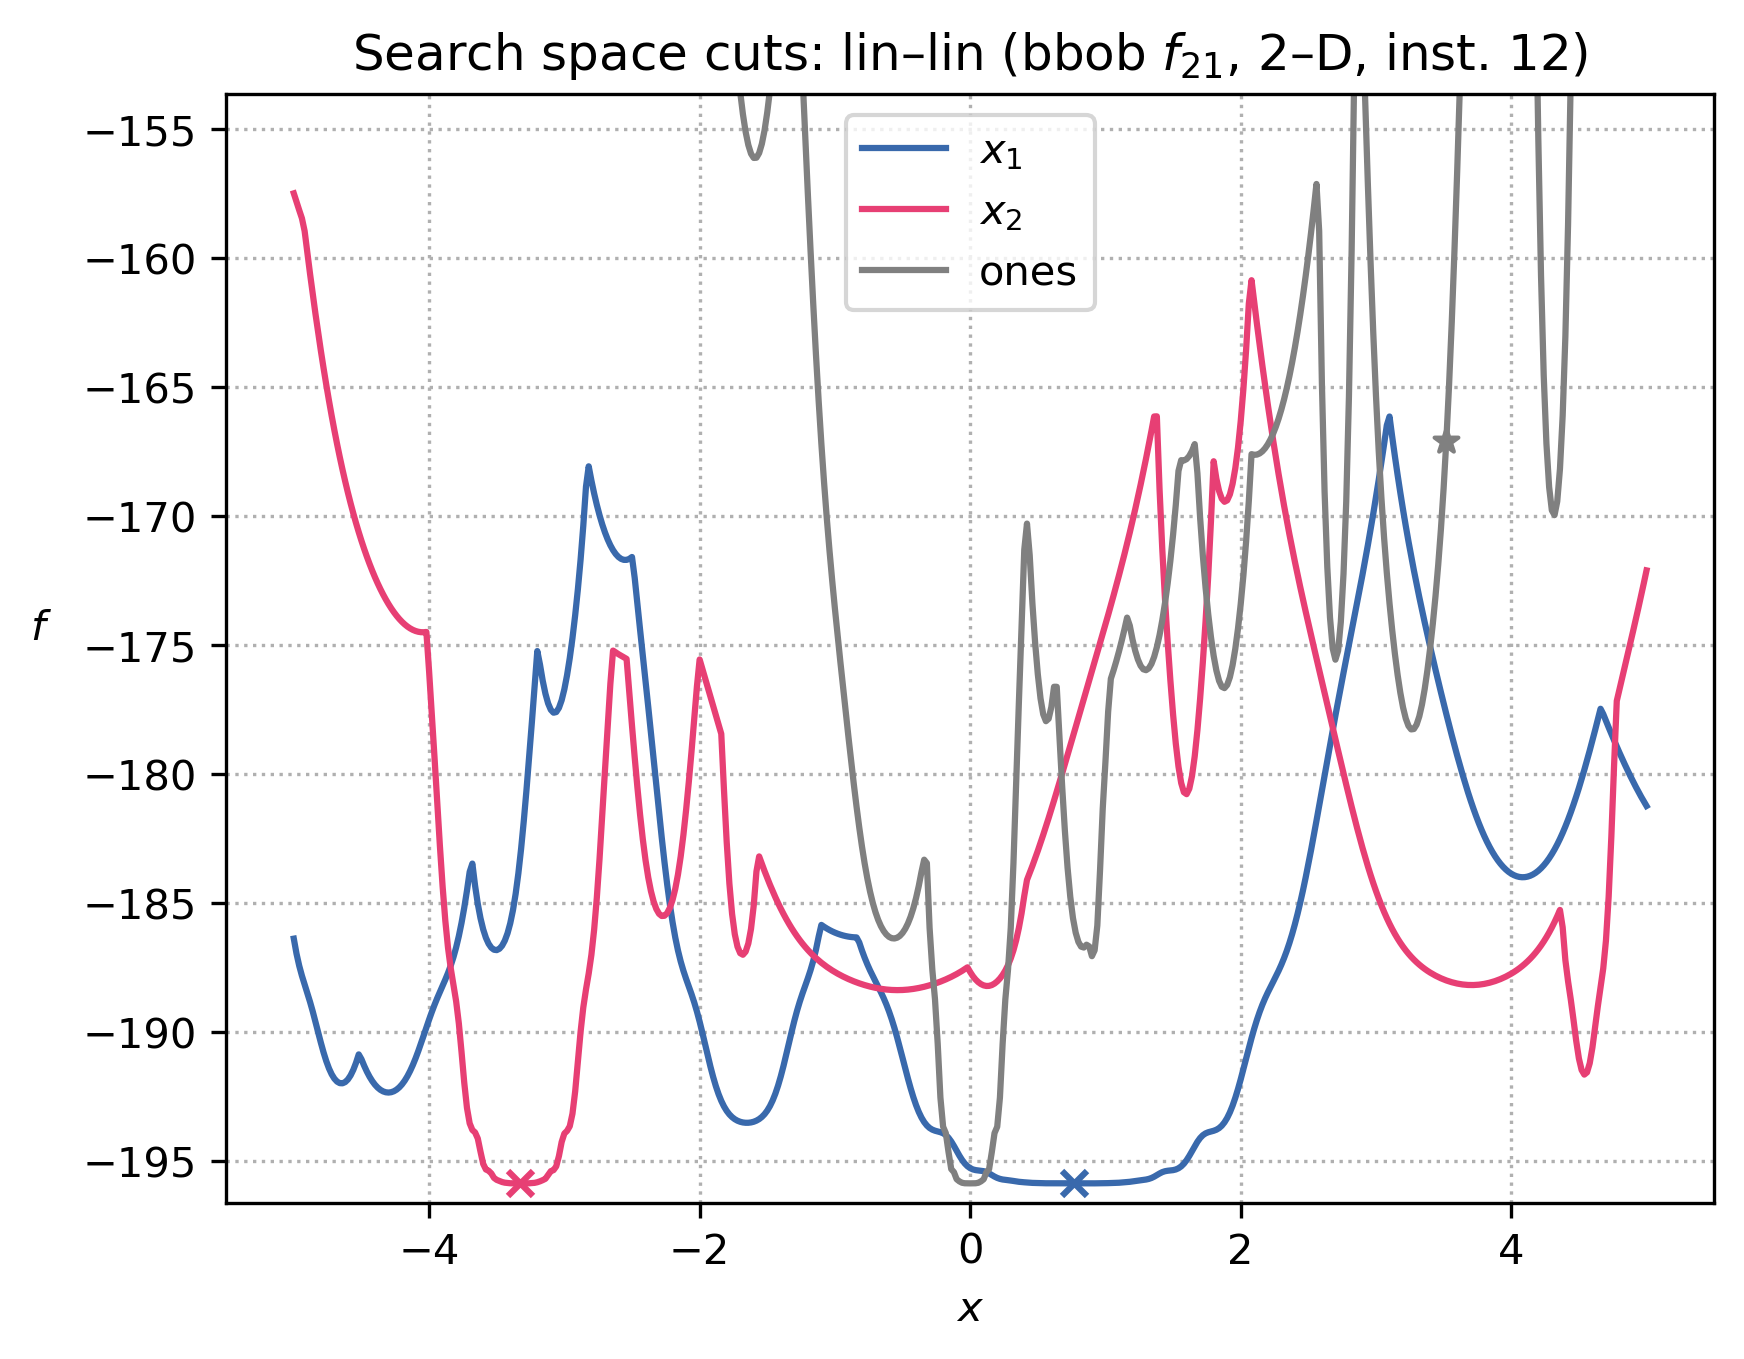 Search space cuts: lin–lin (bbob f21, 2–D, inst. 12)
x1
x2
ones
f
−155
−160
−165
−170
−175
−180
−185
−190
−195
−4
−2
0
2
4
x